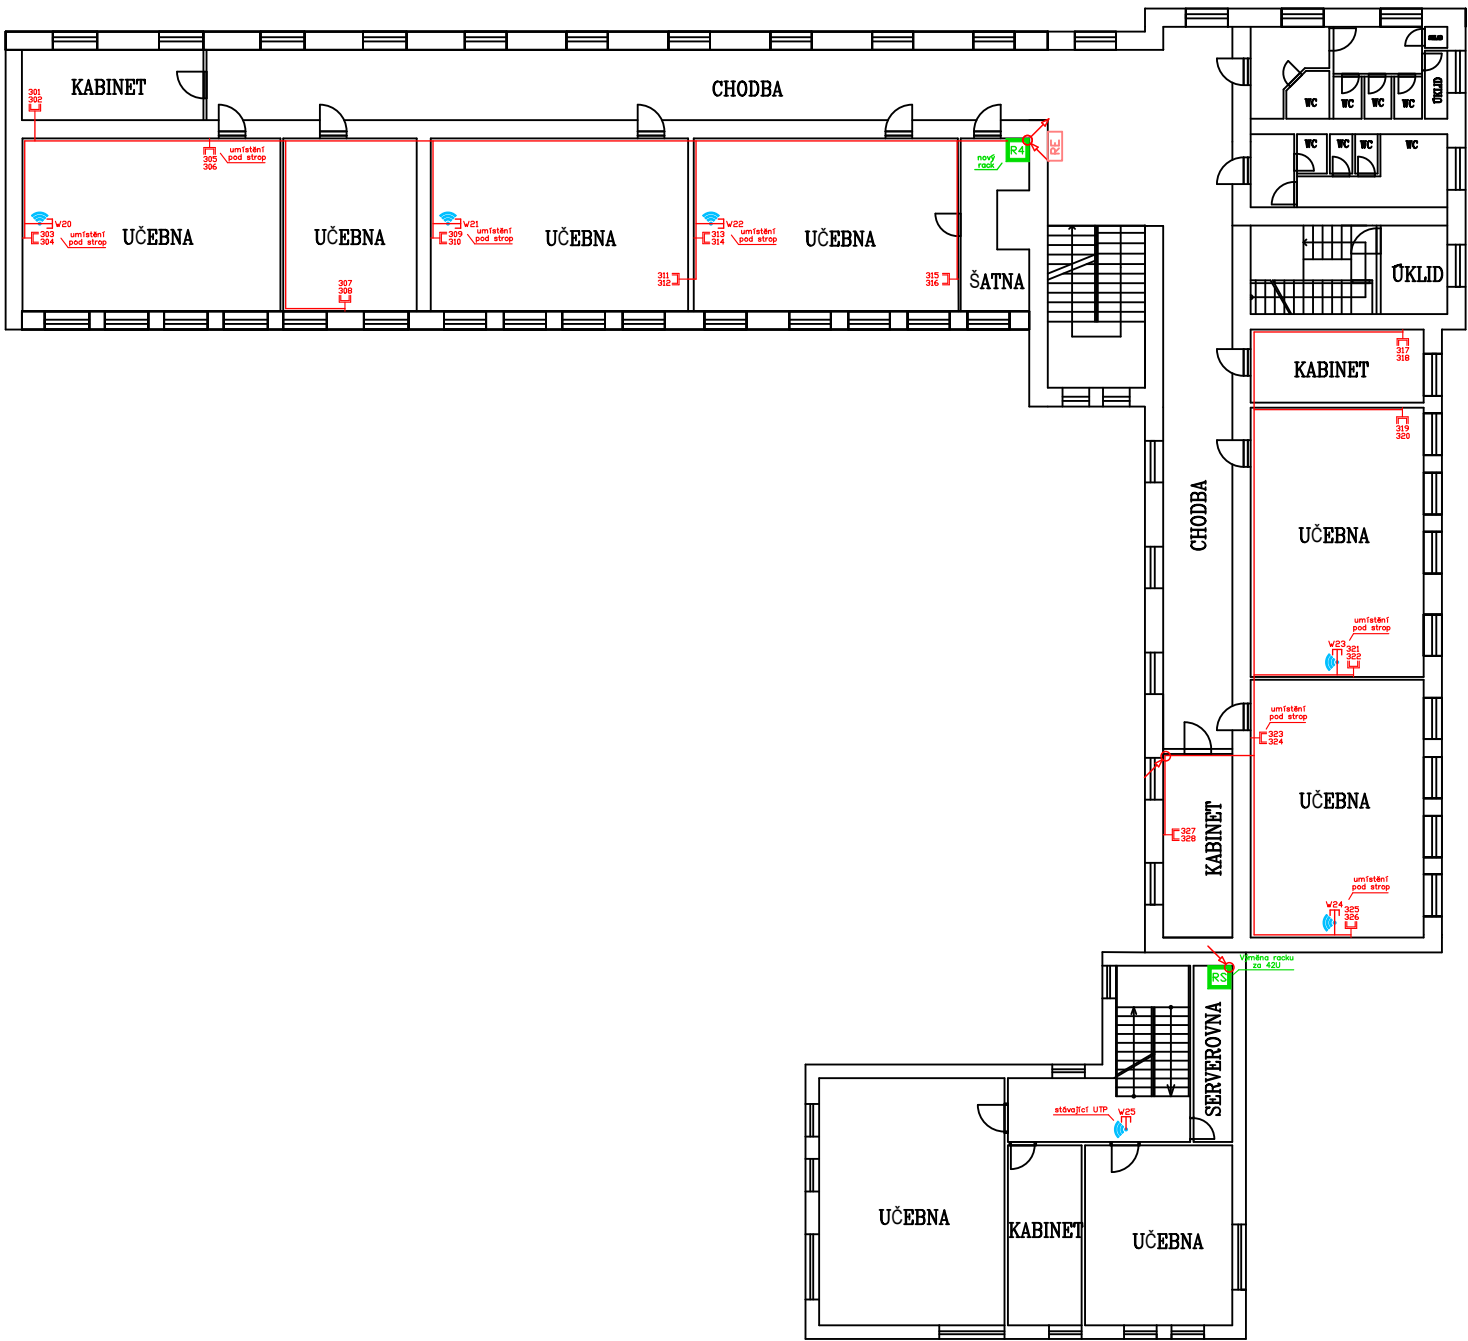 KABINET
301
302
CHODBA
305
306
umístění
pod strop
W20
303
304
umístění
pod strop
UČEBNA
UČEBNA
307
308
W21
309
310
umístění
pod strop
UČEBNA
311
312
W22
313
314
umístění
pod strop
UČEBNA
315
316
ŠATNA
nový
rack
R4
RE
WC
WC
WC
WC
ÚKLID
WC
WC
WC
WC
ÚKLID
KABINET
317
318
319
320
UČEBNA
CHODBA
umístění
pod strop
W23
321
322
umístění
pod strop
323
324
UČEBNA
327
328
KABINET
umístění
pod strop
W24
325
326
Výměna racku
za 42U
RS
SERVEROVNA
stávající UTP
W25
UČEBNA
KABINET
UČEBNA